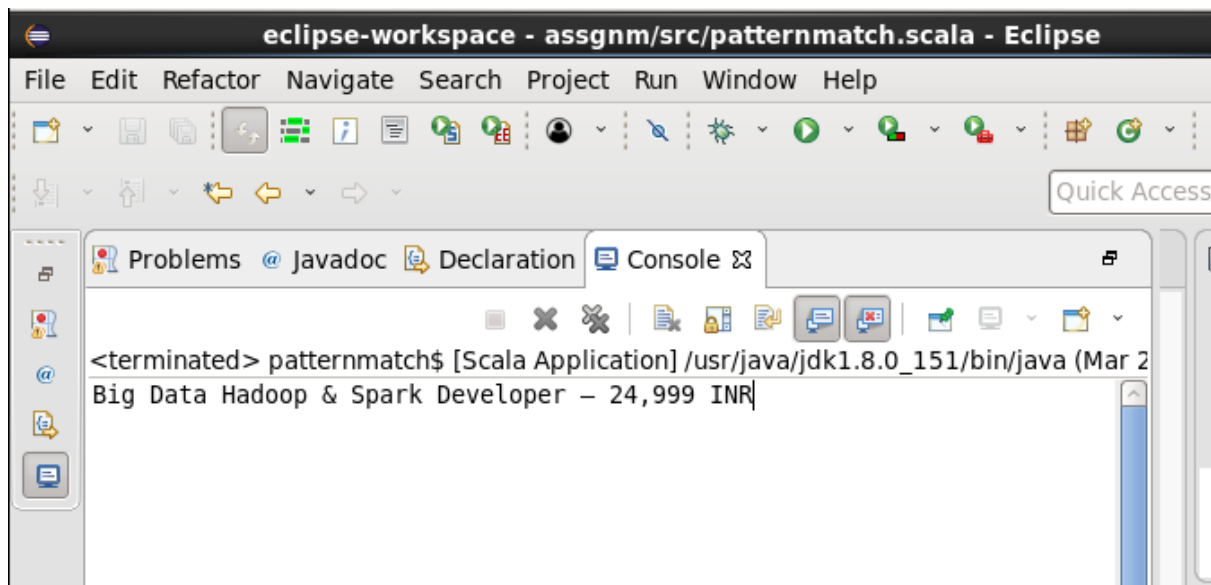 eclipse-workspace - assgnm/src/patternmatch.scala - Eclipse
File Edit Refactor Navigate Search Project Run Window Help
Quick Access
Problems @ Javadoc Declaration Console
<terminated> patternmatch$ [Scala Application] /usr/java/jdk1.8.0_151/bin/java (Mar 2
Big Data Hadoop & Spark Developer – 24,999 INR